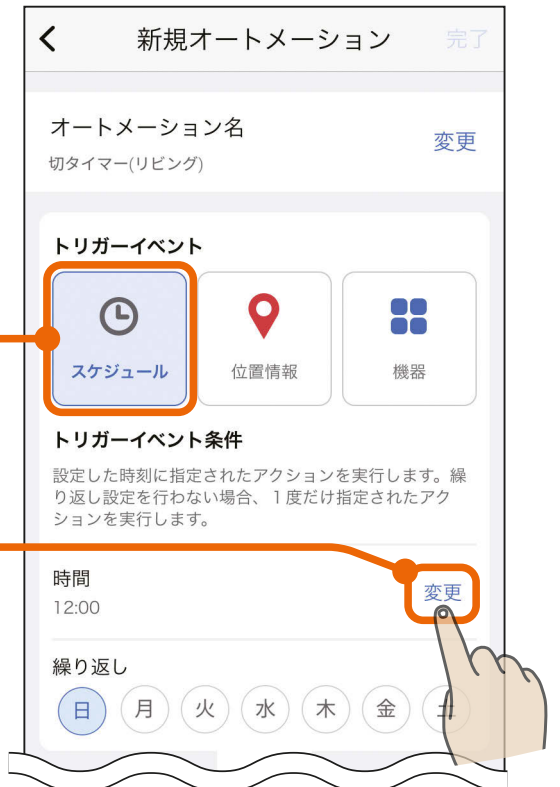 新規オートメーション 完了
オートメーション名
変更
切タイマー(リビング)
トリガーイベント
スケジュール 位置情報 機器
トリガーイベント条件
設定した時刻に指定されたアクションを実行します。繰
り返し設定を行わない場合、1度だけ指定されたアク
ションを実行します。
時間
変更
12:00
繰り返し
日 月 火 水 木 金 土